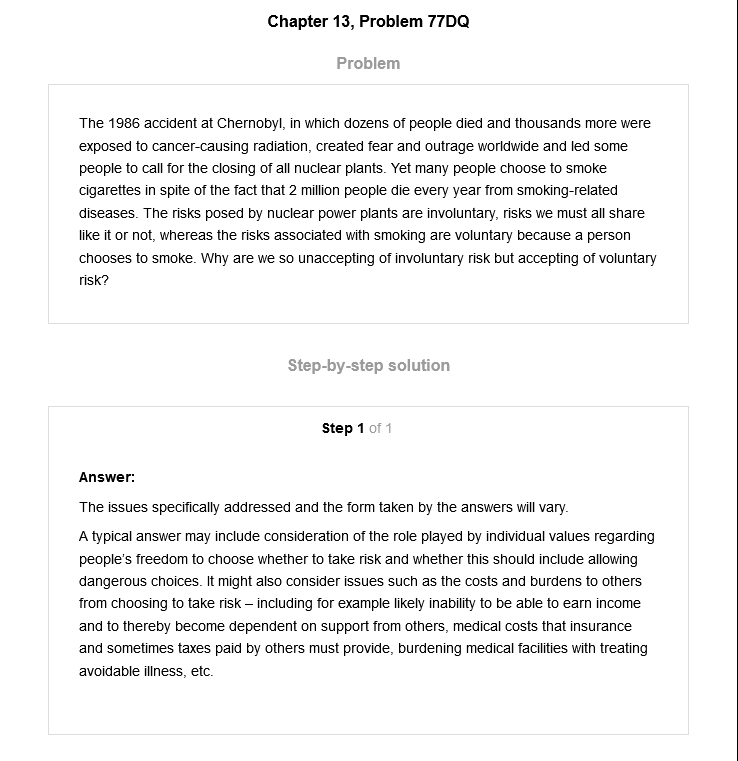 Chapter 13, Problem 77DQ
Problem
The 1986 accident at Chernobyl, in which dozens of people died and thousands more were
exposed to cancer-causing radiation, created fear and outrage worldwide and led some
people to call for the closing of all nuclear plants. Yet many people choose to smoke
cigarettes in spite of the fact that 2 million people die every year from smoking-related
diseases. The risks posed by nuclear power plants are involuntary, risks we must all share
like it or not, whereas the risks associated with smoking are voluntary because a person
chooses to smoke. Why are we so unaccepting of involuntary risk but accepting of voluntary
risk?
Step-by-step solution
Step 1 of 1
Answer:
The issues specifically addressed and the form taken by the answers will vary.
A typical answer may include consideration of the role played by individual values regarding
people's freedom to choose whether to take risk and whether this should include allowing
dangerous choices. It might also consider issues such as the costs and burdens to others
from choosing to take risk – including for example likely inability to be able to earn income
and to thereby become dependent on support from others, medical costs that insurance
and sometimes taxes paid by others must provide, burdening medical facilities with treating
avoidable illness, etc.